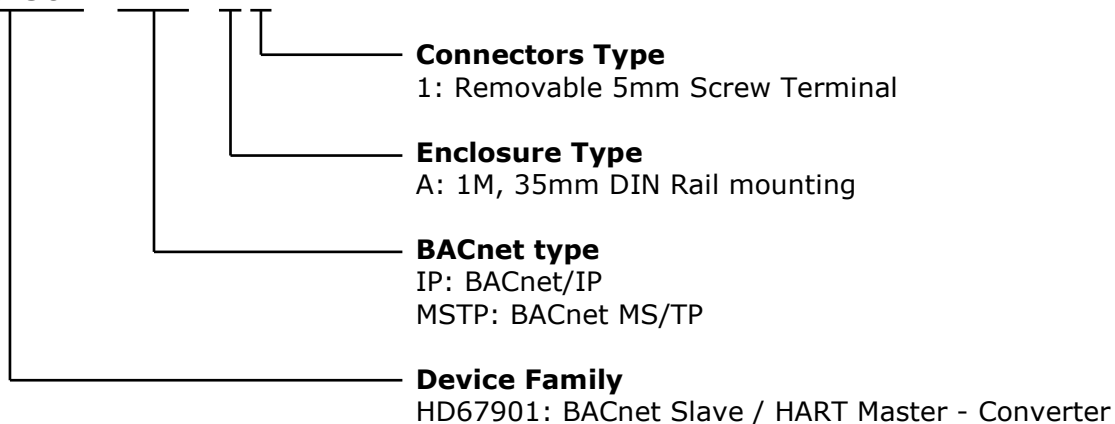 Connectors Type
1: Removable 5mm Screw Terminal
Enclosure Type
A: 1M, 35mm DIN Rail mounting
BACnet type
IP: BACnet/IP
MSTP: BACnet MS/TP
Device Family
HD67901: BACnet Slave / HART Master - Converter